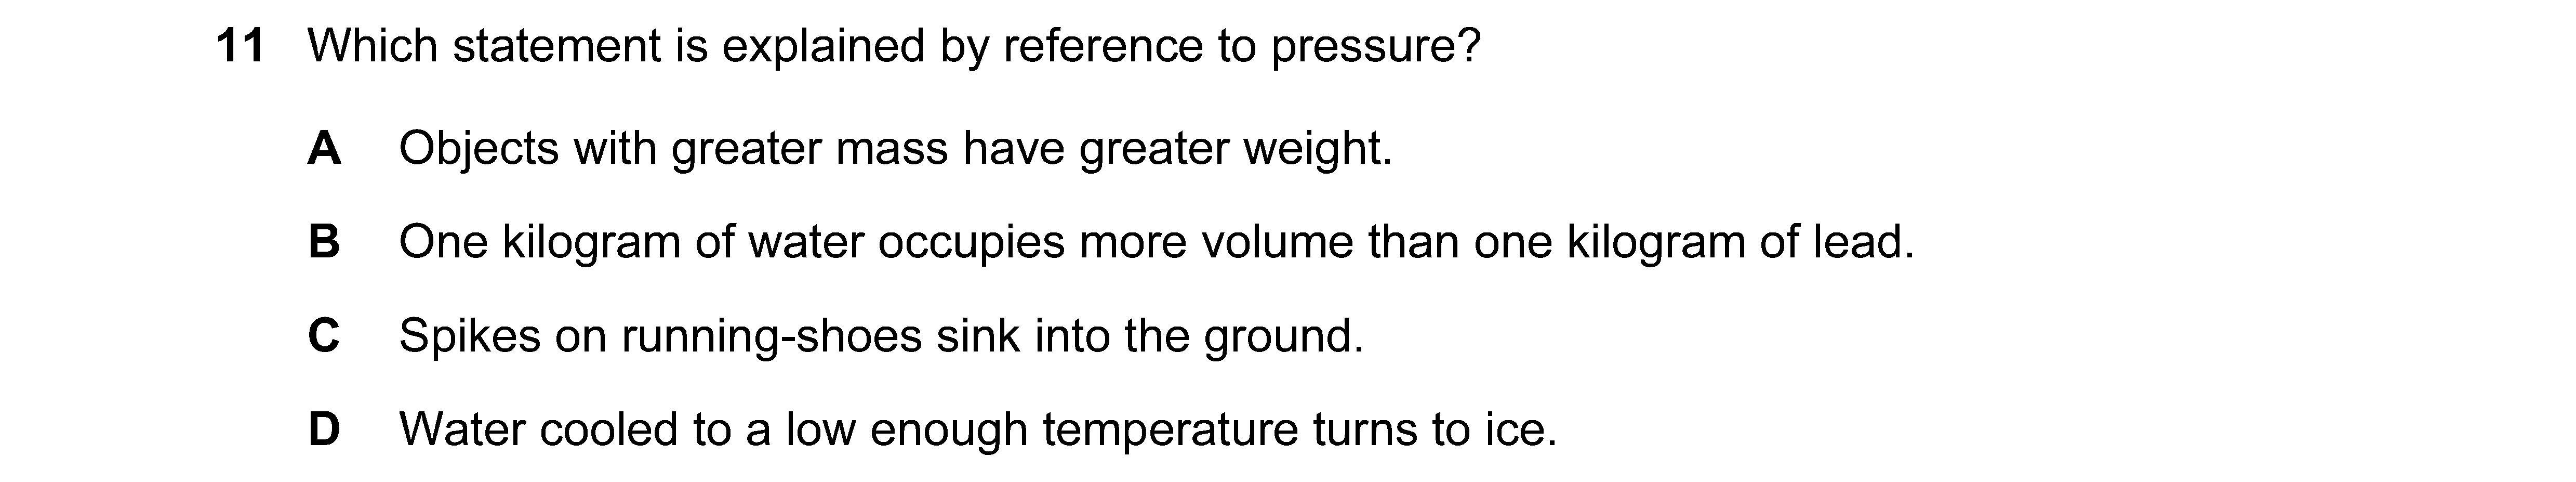 11 Which statement is explained by reference to pressure?
A Objects with greater mass have greater weight.
B One kilogram of water occupies more volume than one kilogram of lead.
C Spikes on running-shoes sink into the ground.
D Water cooled to a low enough temperature turns to ice.